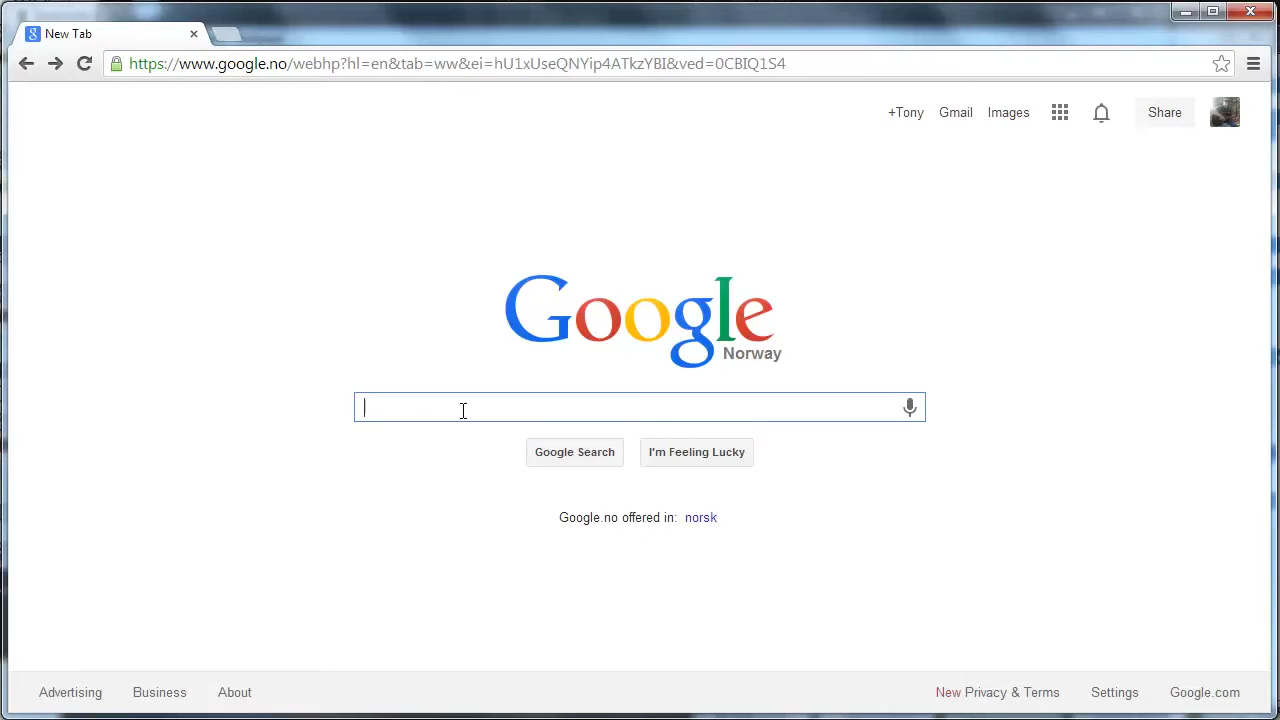 New Tab
https://www.google.no/webhp?hl=en&tab=ww&ei=hU1xUseQNYip4ATkzYBI&ved=0CBIQ1S4
+Tony Gmail Images Share
Google
Norway
Google Search I'm Feeling Lucky
Google.no offered in: norsk
Advertising Business About New Privacy & Terms Settings Google.com